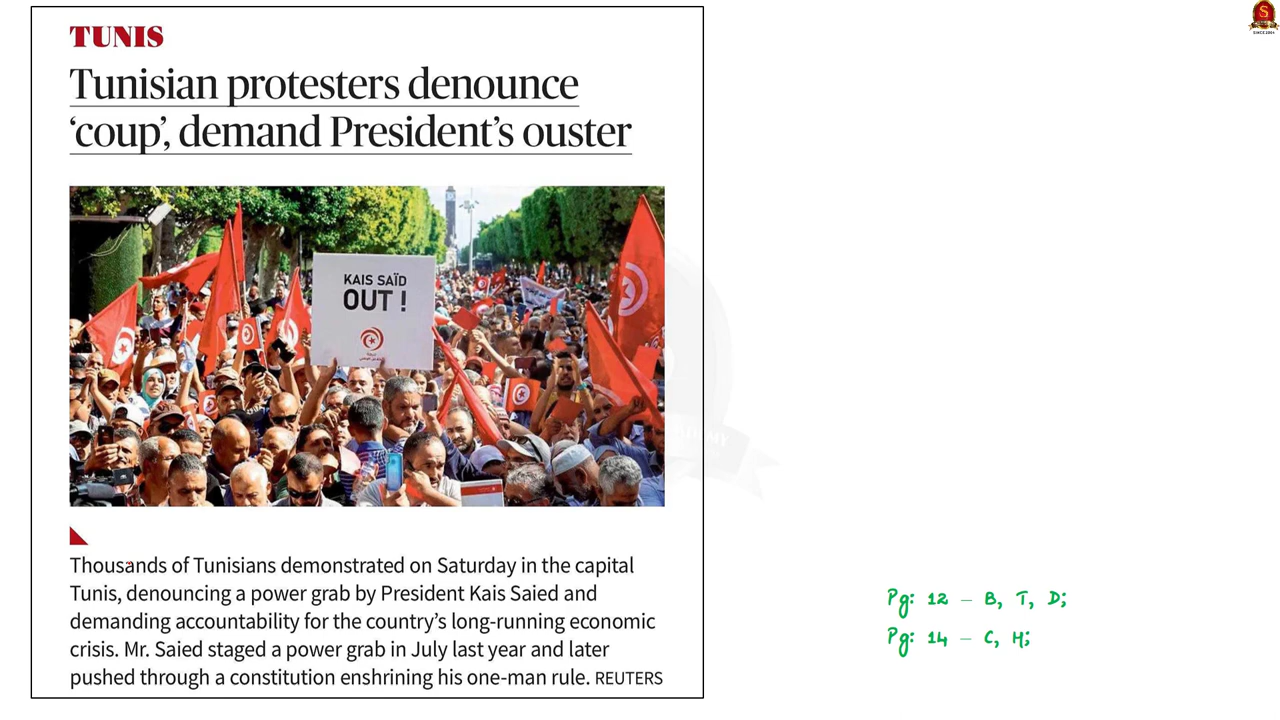 TUNIS
Tunisian protesters denounce
‘coup’, demand President’s ouster
KAIS SAÏD
OUT !
Thousands of Tunisians demonstrated on Saturday in the capital
Tunis, denouncing a power grab by President Kais Saied and
demanding accountability for the country’s long-running economic
crisis. Mr. Saied staged a power grab in July last year and later
pushed through a constitution enshrining his one-man rule. REUTERS
Pg: 12 – B, T, D;
Pg: 14 – C, H;
S
SINCE 2004